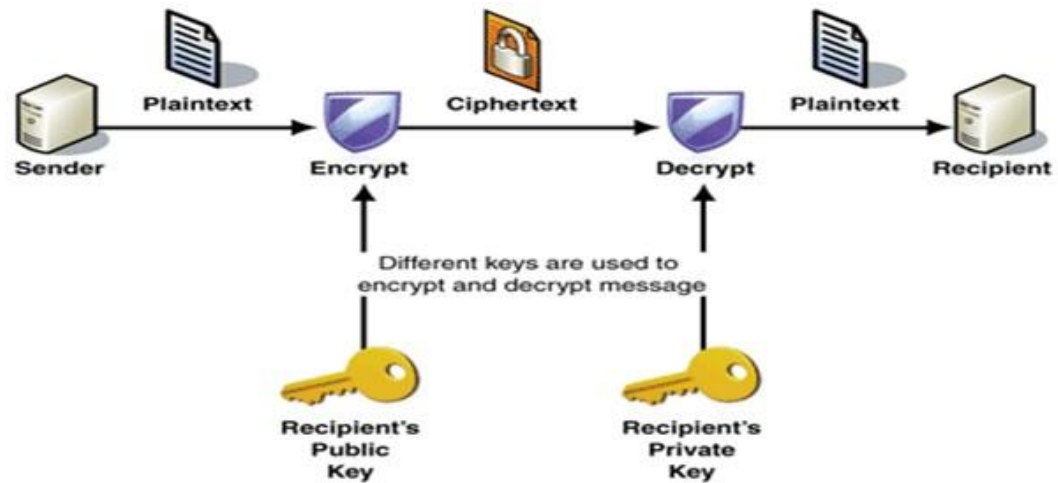 Plaintext
Ciphertext
Plaintext
Sender
Encrypt
Decrypt
Recipient
Different keys are used to
encrypt and decrypt message
Recipient's
Public
Key
Recipient's
Private
Key